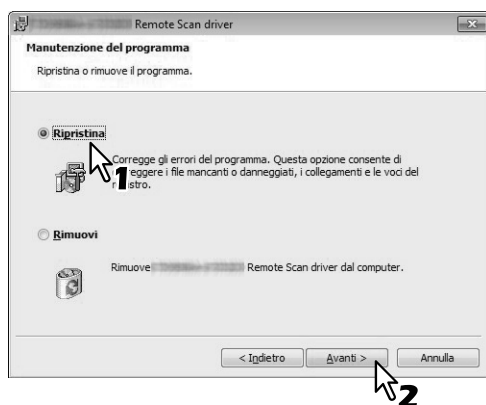 Remote Scan driver
Manutenzione del programma
Ripristina o rimuove il programma.
Ripristina
Corregge gli errori del programma. Questa opzione consente di
reggere i file mancanti o danneggiati, i collegamenti e le voci del
stro.
1
Rimuovi
Rimuove Remote Scan driver dal computer.
< Indietro
Avanti >
Annulla
2